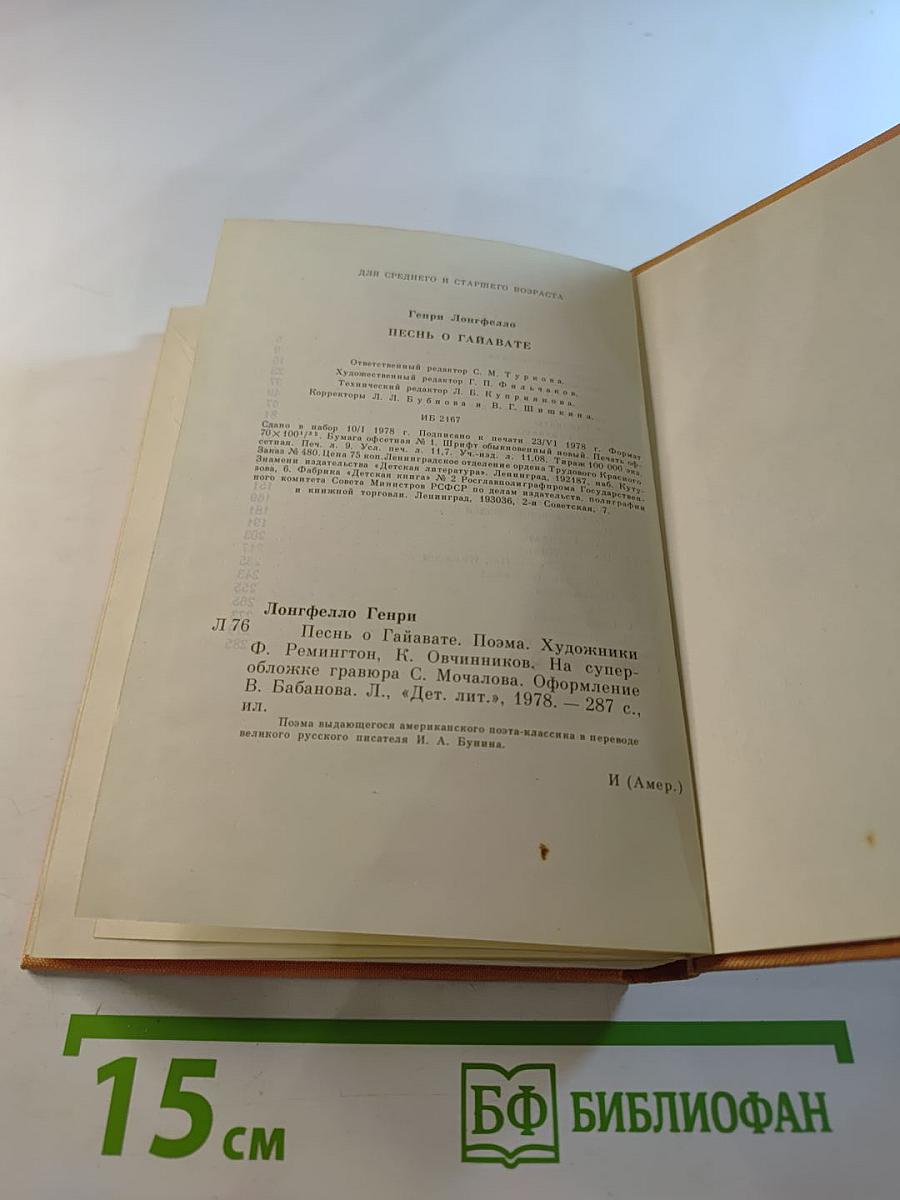 ДЛЯ СРЕДНЕГО И СТАРШЕГО ВОЗРАСТА
Генри Лонгфелло
ПЕСНЬ О ГАЙАВАТЕ
Ответственный редактор С. М. Туркова.
Художественный редактор Г. П. Фильчаков.
Технический редактор Л. Б. Куприянова.
Корректоры Л. Л. Бубнова и В. Г. Шишкина.
ИБ 2167
Сдано в набор 10/I 1978 г. Подписано к печати 23/VI 1978 г. Формат
70×100¹/³². Бумага офсетная № 1. Шрифт обыкновенный новый. Печать оф-
сетная. Печ. л. 9. Усл. печ. л. 11,7. Уч.-изд. л. 11,08. Тираж 100 000 экз.
Заказ № 480. Цена 75 коп. Ленинградское отделение ордена Трудового Красного
Знамени издательства «Детская литература». Ленинград, 192187, наб. Куту-
зова, 6. Фабрика «Детская книга» № 2 Росглавполиграфпрома Государствен-
ного комитета Совета Министров РСФСР по делам издательств, полиграфии
и книжной торговли. Ленинград, 193036, 2-я Советская, 7.
Лонгфелло Генри
Л 76 Песнь о Гайавате. Поэма. Художники
Ф. Ремингтон, К. Овчинников. На супер-
обложке гравюра С. Мочалова. Оформление
В. Бабанова. Л., «Дет. лит.», 1978. — 287 с.,
ил.
Поэма выдающегося американского поэта-классика в переводе
великого русского писателя И. А. Бунина.
И (Амер.)
15 см
БФ БИБЛИОФАН